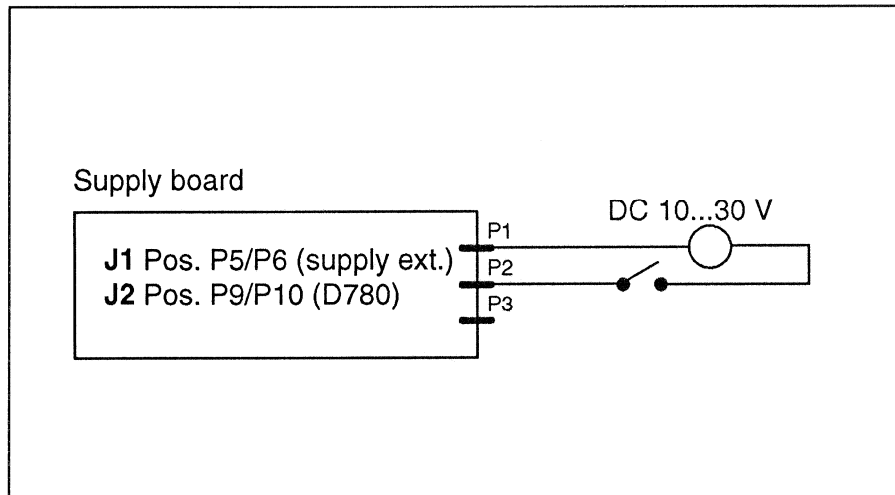 Supply board
DC 10...30 V
P1
J1 Pos. P5/P6 (supply ext.)
P2
J2 Pos. P9/P10 (D780)
P3